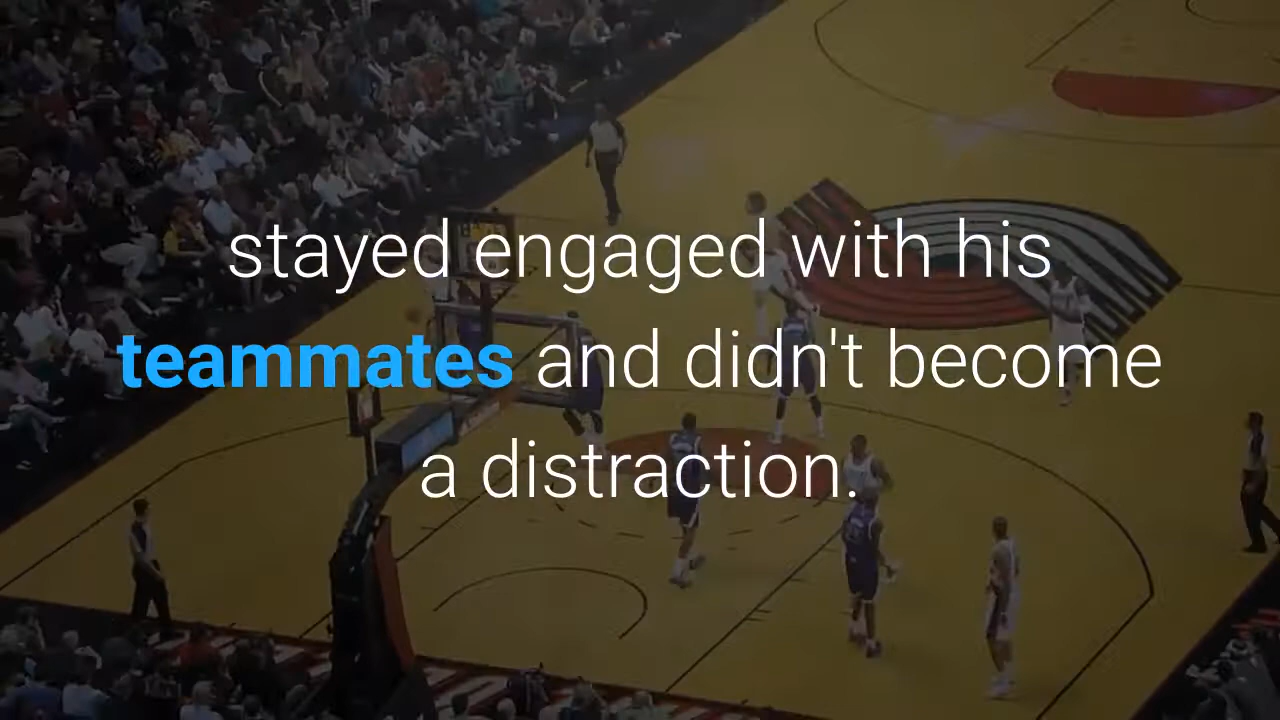 stayed engaged with his
teammates and didn't become
a distraction.